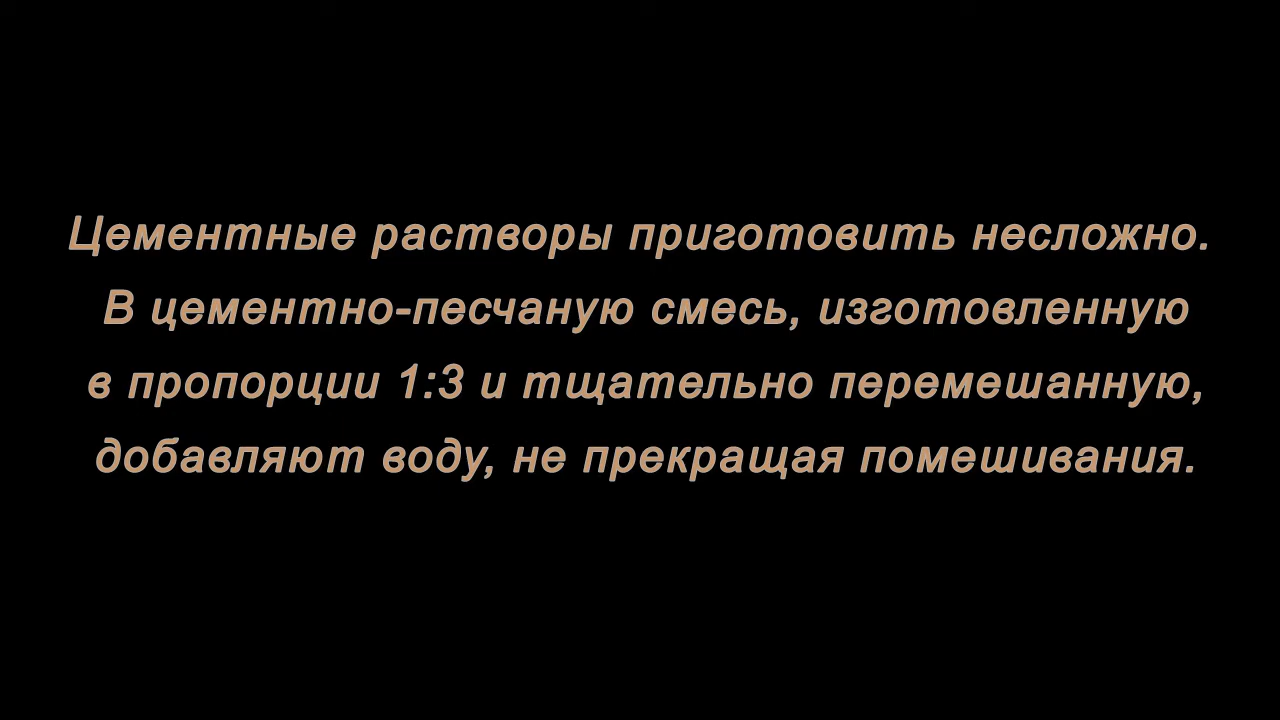 Цементные растворы приготовить несложно.
В цементно-песчаную смесь, изготовленную
в пропорции 1:3 и тщательно перемешанную,
добавляют воду, не прекращая помешивания.